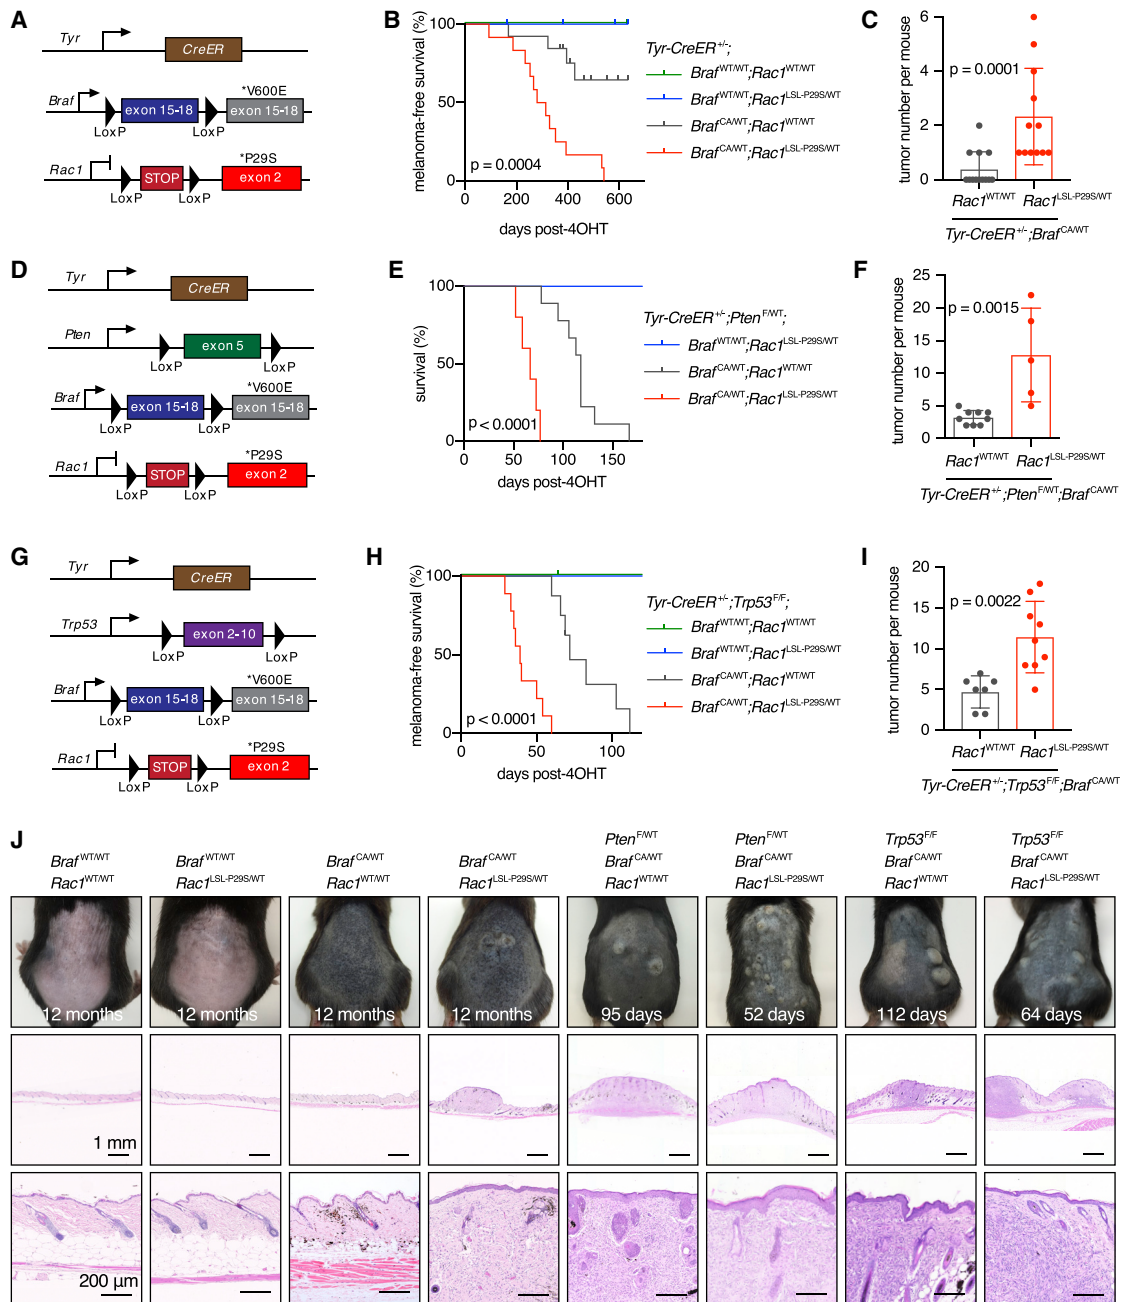 A
Tyr
CreER
Braf
exon 15-18
*V600E
exon 15-18
LoxP
LoxP
Rac1
STOP
*P29S
exon 2
LoxP
LoxP
B
melanoma-free survival (%)
100
50
0
0
200
400
600
days post-4OHT
p = 0.0004
Tyr-CreER+/-;
BrafWT/WT;Rac1WT/WT
BrafWT/WT;Rac1LSL-P29S/WT
BrafCA/WT;Rac1WT/WT
BrafCA/WT;Rac1LSL-P29S/WT
C
tumor number per mouse
6
4
2
0
p = 0.0001
Rac1WT/WT
Rac1LSL-P29S/WT
Tyr-CreER+/-;BrafCA/WT
D
Tyr
CreER
Pten
exon 5
LoxP
LoxP
Braf
exon 15-18
*V600E
exon 15-18
LoxP
LoxP
Rac1
STOP
*P29S
exon 2
LoxP
LoxP
E
survival (%)
100
50
0
0
50
100
150
days post-4OHT
p < 0.0001
Tyr-CreER+/-;PtenF/WT;
BrafWT/WT;Rac1LSL-P29S/WT
BrafCA/WT;Rac1WT/WT
BrafCA/WT;Rac1LSL-P29S/WT
F
tumor number per mouse
25
20
15
10
5
0
p = 0.0015
Rac1WT/WT
Rac1LSL-P29S/WT
Tyr-CreER+/-;PtenF/WT;BrafCA/WT
G
Tyr
CreER
Trp53
exon 2-10
LoxP
LoxP
Braf
exon 15-18
*V600E
exon 15-18
LoxP
LoxP
Rac1
STOP
*P29S
exon 2
LoxP
LoxP
H
melanoma-free survival (%)
100
50
0
0
50
100
days post-4OHT
p < 0.0001
Tyr-CreER+/-;Trp53F/F;
BrafWT/WT;Rac1WT/WT
BrafWT/WT;Rac1LSL-P29S/WT
BrafCA/WT;Rac1WT/WT
BrafCA/WT;Rac1LSL-P29S/WT
I
tumor number per mouse
20
15
10
5
0
p = 0.0022
Rac1WT/WT
Rac1LSL-P29S/WT
Tyr-CreER+/-;Trp53F/F;BrafCA/WT
J
BrafWT/WT
Rac1WT/WT
BrafWT/WT
Rac1LSL-P29S/WT
BrafCA/WT
Rac1WT/WT
BrafCA/WT
Rac1LSL-P29S/WT
PtenF/WT
BrafCA/WT
Rac1WT/WT
PtenF/WT
BrafCA/WT
Rac1LSL-P29S/WT
Trp53F/F
BrafCA/WT
Rac1WT/WT
Trp53F/F
BrafCA/WT
Rac1LSL-P29S/WT
12 months
12 months
12 months
12 months
95 days
52 days
112 days
64 days
1 mm
200 µm